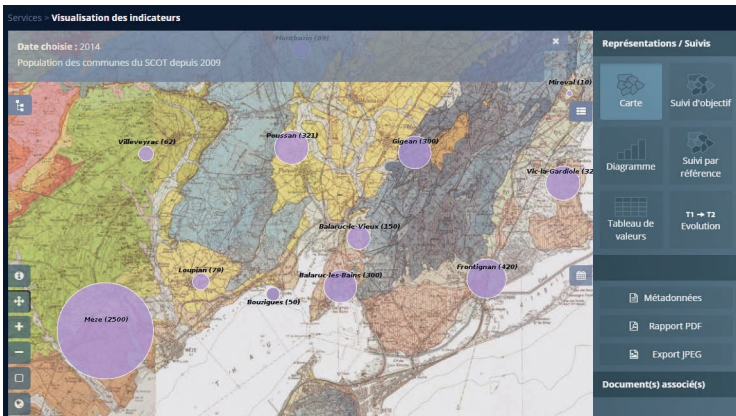 Services > Visualisation des indicateurs
Date choisie : 2014
Population des communes du SCOT depuis 2009
Montbazin (89)
Mireval (10)
Villeveyrac (62)
Poussan (321)
Gigean (300)
Vic-la-Gardiole (32
Balaruc-le-Vieux (150)
Loupian (79)
Balaruc-les-Bains (300)
Frontignan (420)
Bouzigues (50)
Meze (2500)
Représentations / Suivis
Carte
Suivi d'objectif
Diagramme
Suivi par
référence
Tableau de
valeurs
T1 → T2
Evolution
Métadonnées
Rapport PDF
Export JPEG
Document(s) associé(s)